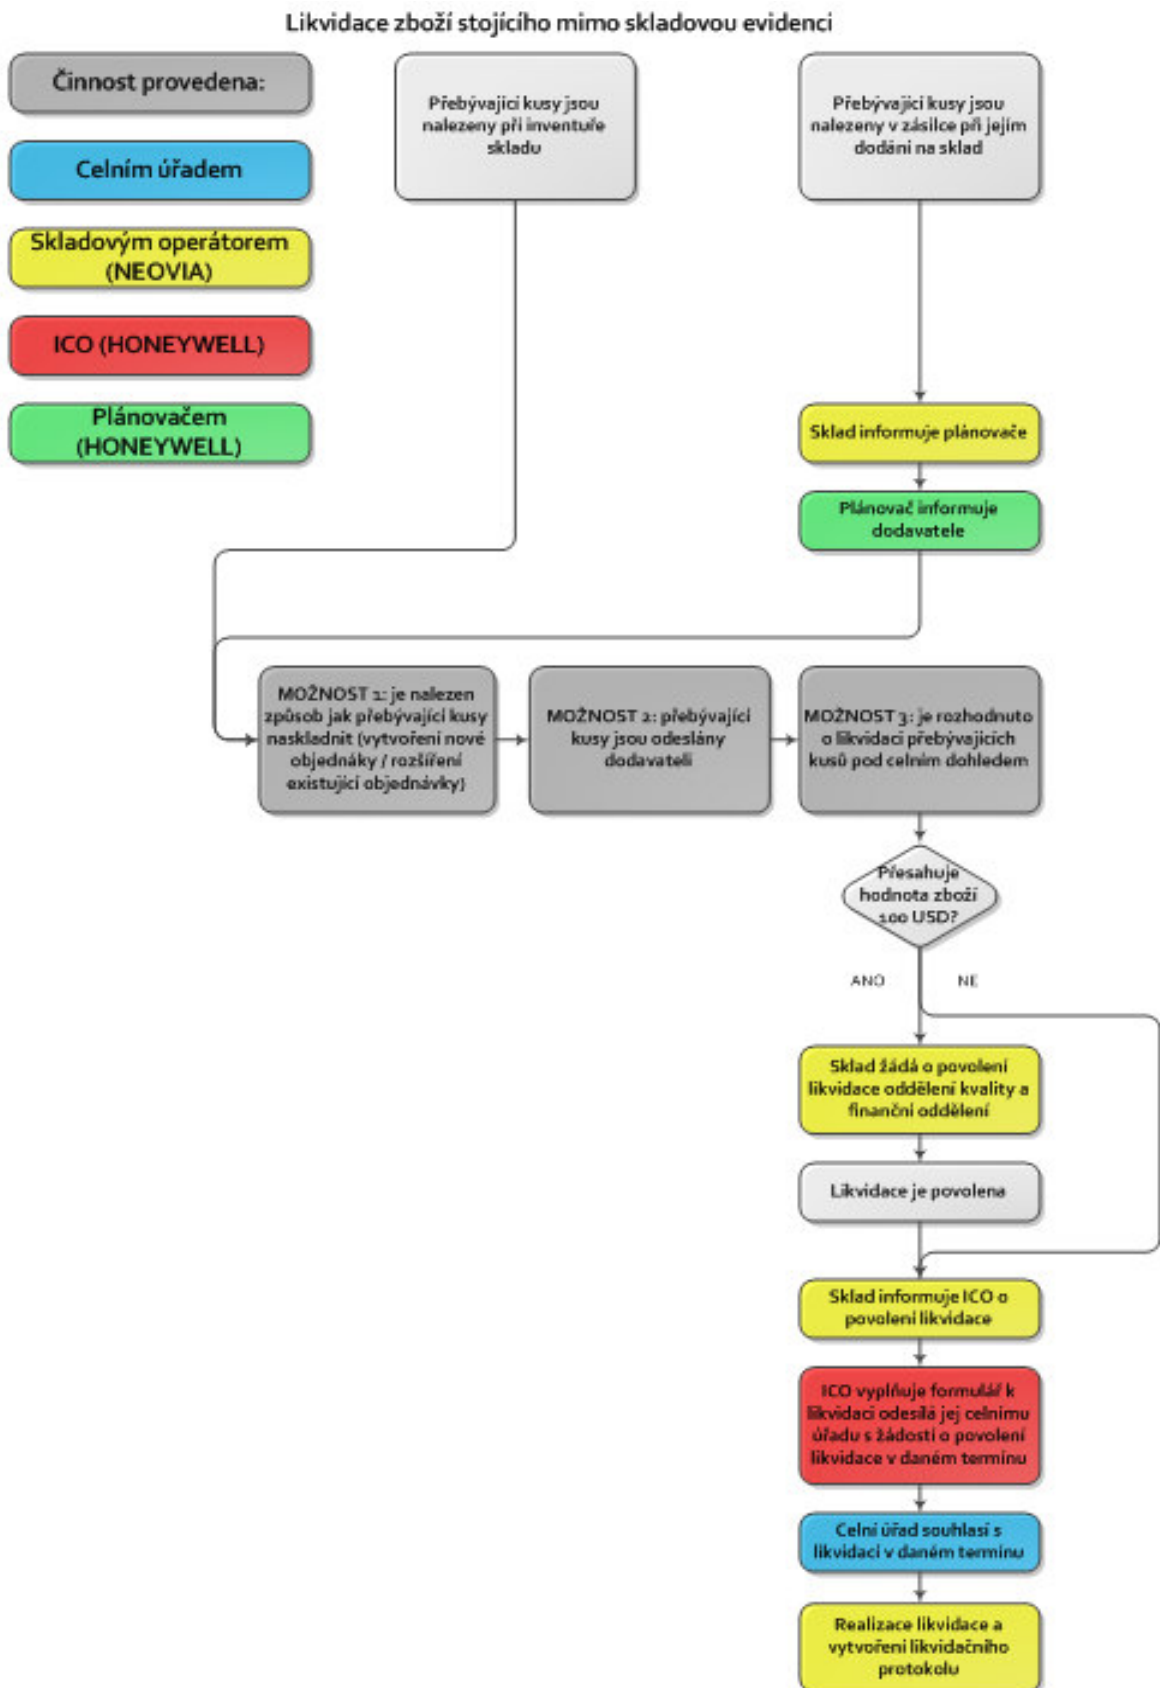 Likvidace zboží stojícího mimo skladovou evidenci
Činnost provedena:
Celním úřadem
Skladovým operátorem
(NEOVIA)
ICO (HONEYWELL)
Plánovačem
(HONEYWELL)
Přebývající kusy jsou
nalezeny při inventuře
skladu
Přebývající kusy jsou
nalezeny v zásilce při jejím
dodání na sklad
Sklad informuje plánovače
Plánovač informuje
dodavatele
MOŽNOST 1: je nalezen
způsob jak přebývající kusy
naskladnit (vytvoření nové
objednáky / rozšíření
existující objednávky)
MOŽNOST 2: přebývající
kusy jsou odeslány
dodavateli
MOŽNOST 3: je rozhodnuto
o likvidaci přebývajících
kusů pod celním dohledem
Přesahuje
hodnota zboží
100 USD?
ANO
NE
Sklad žádá o povolení
likvidace oddělení kvality a
finanční oddělení
Likvidace je povolena
Sklad informuje ICO o
povolení likvidace
ICO vyplňuje formulář k
likvidaci odesílá jej celnímu
úřadu s žádostí o povolení
likvidace v daném termínu
Celní úřad souhlasí s
likvidací v daném termínu
Realizace likvidace a
vytvoření likvidačního
protokolu